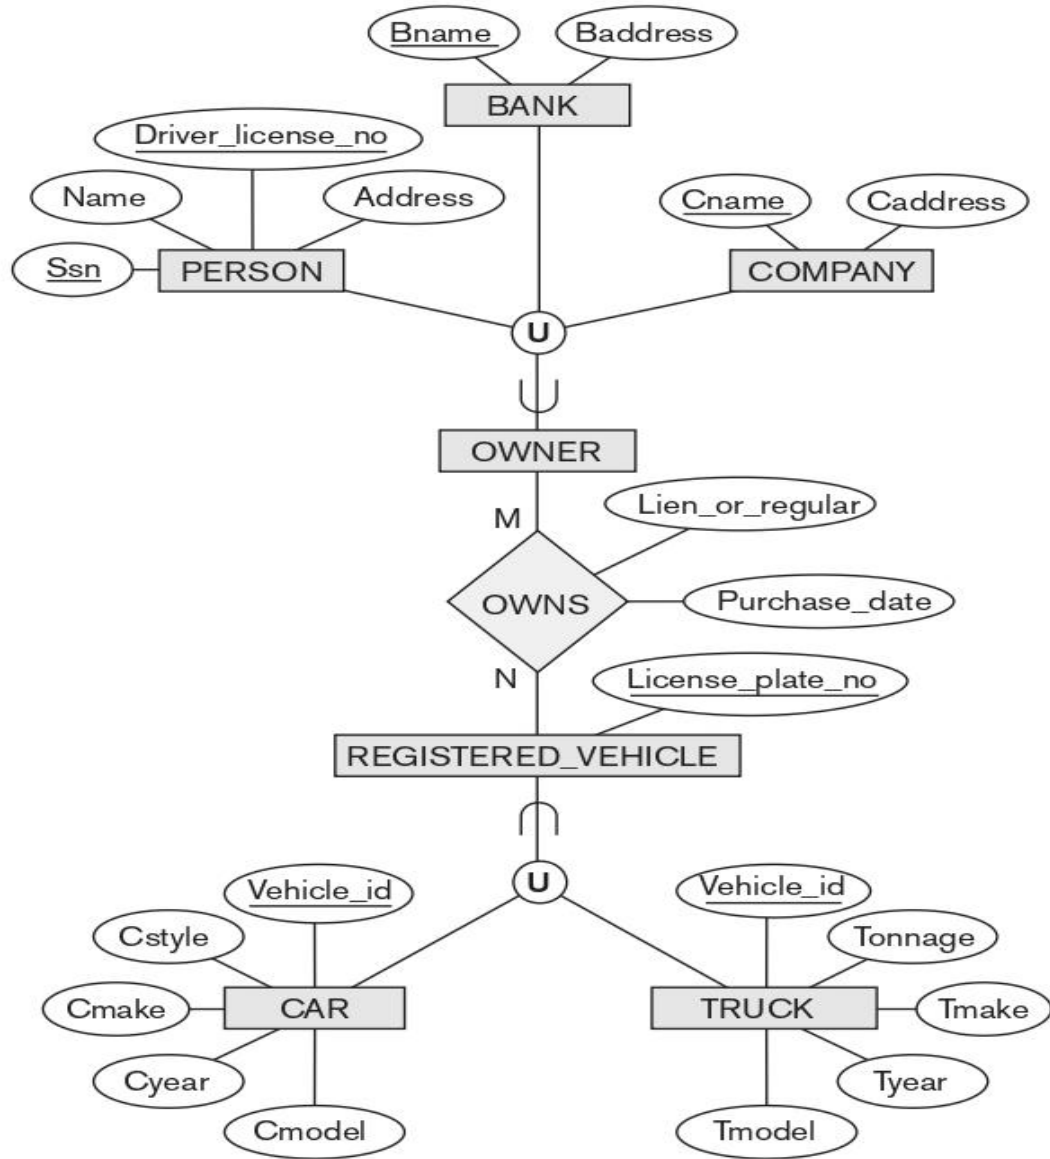 Bname
Baddress
BANK
Driver_license_no
Name
Address
Cname
Caddress
Ssn
PERSON
COMPANY
U
OWNER
M
Lien_or_regular
OWNS
Purchase_date
N
License_plate_no
REGISTERED_VEHICLE
U
Vehicle_id
Vehicle_id
Cstyle
Tonnage
Cmake
CAR
TRUCK
Tmake
Cyear
Tyear
Cmodel
Tmodel